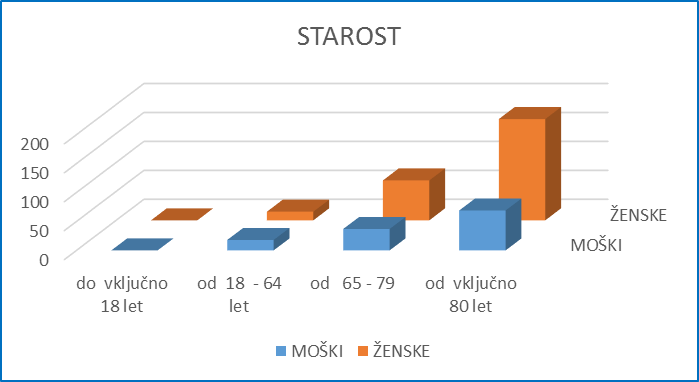 STAROST
200
150
100
50
0
ŽENSKE
MOŠKI
do vključno
18 let
od 18 - 64
let
od 65 - 79
od vključno
80 let
MOŠKI
ŽENSKE